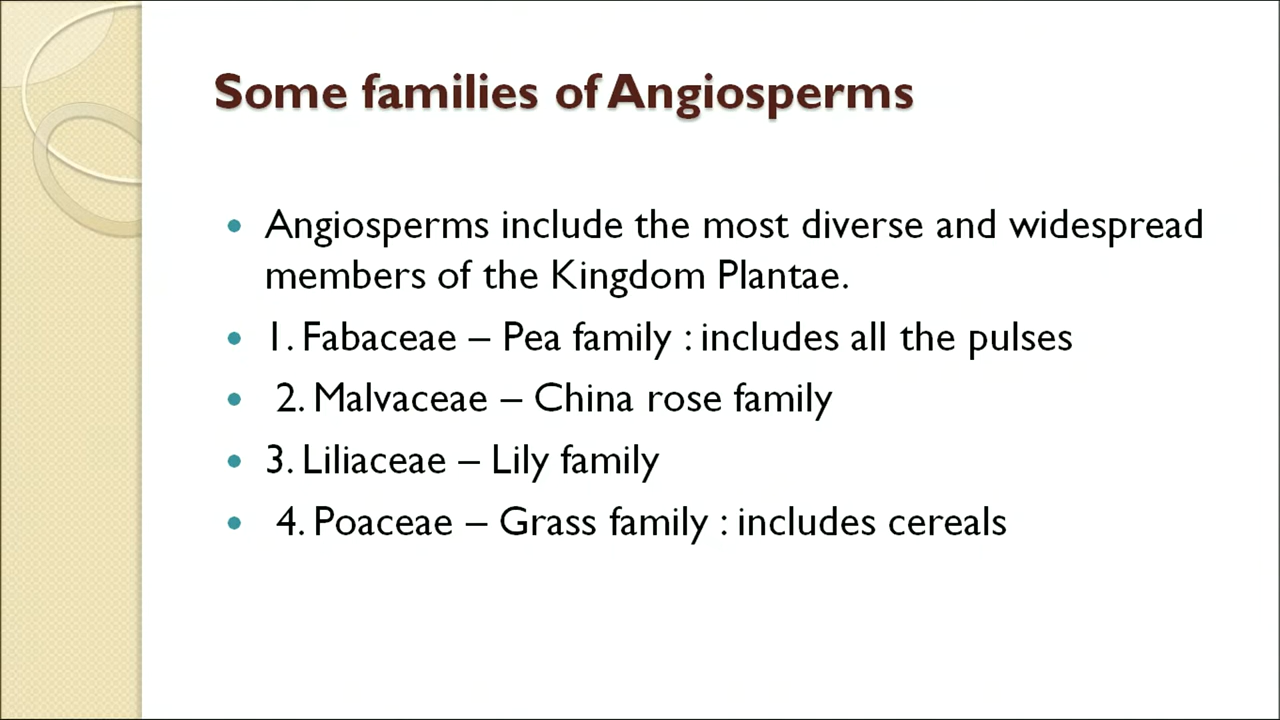 Some families of Angiosperms
• Angiosperms include the most diverse and widespread
members of the Kingdom Plantae.
• 1. Fabaceae – Pea family : includes all the pulses
• 2. Malvaceae – China rose family
• 3. Liliaceae – Lily family
• 4. Poaceae – Grass family : includes cereals